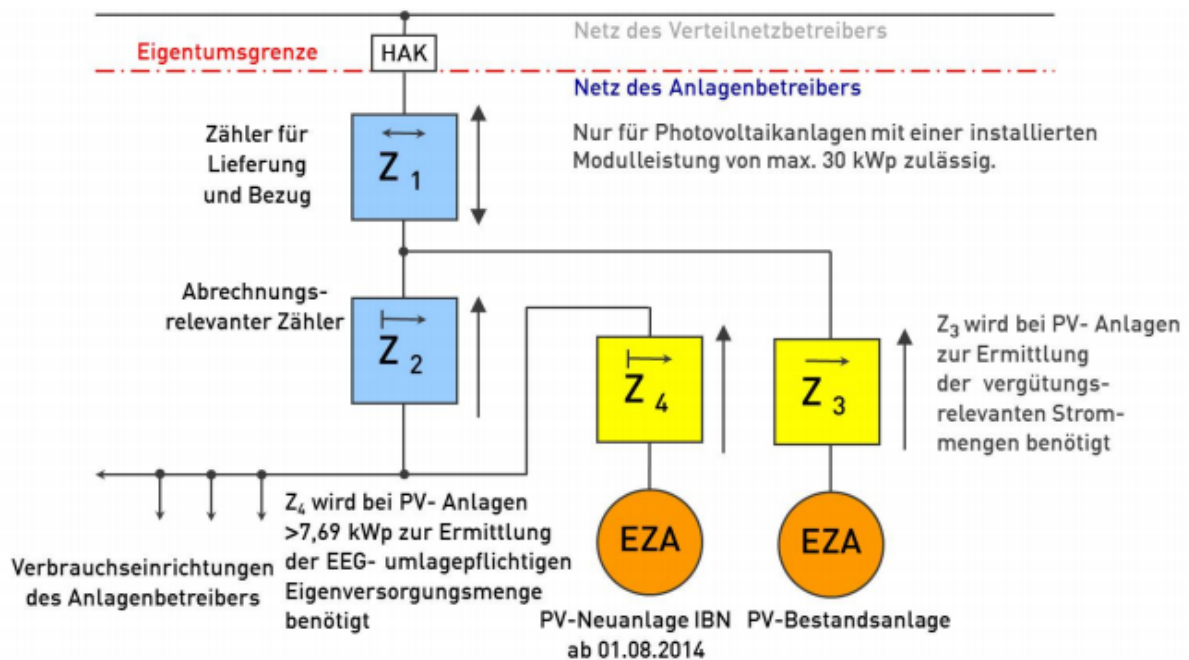 Netz des Verteilnetzbetreibers
Eigentumsgrenze
HAK
Netz des Anlagenbetreibers
Zähler für
Lieferung
und Bezug
Z 1
Nur für Photovoltaikanlagen mit einer installierten
Modulleistung von max. 30 kWp zulässig.
Abrechnungs-
relevanter Zähler
Z 2
Z 4
Z 3
Z3 wird bei PV- Anlagen
zur Ermittlung
der vergütungs-
relevanten Strom-
mengen benötigt
Z4 wird bei PV- Anlagen
>7,69 kWp zur Ermittlung
der EEG- umlagepflichtigen
Eigenversorgungsmenge
benötigt
Verbrauchseinrichtungen
des Anlagenbetreibers
EZA
EZA
PV-Neuanlage IBN
ab 01.08.2014
PV-Bestandsanlage